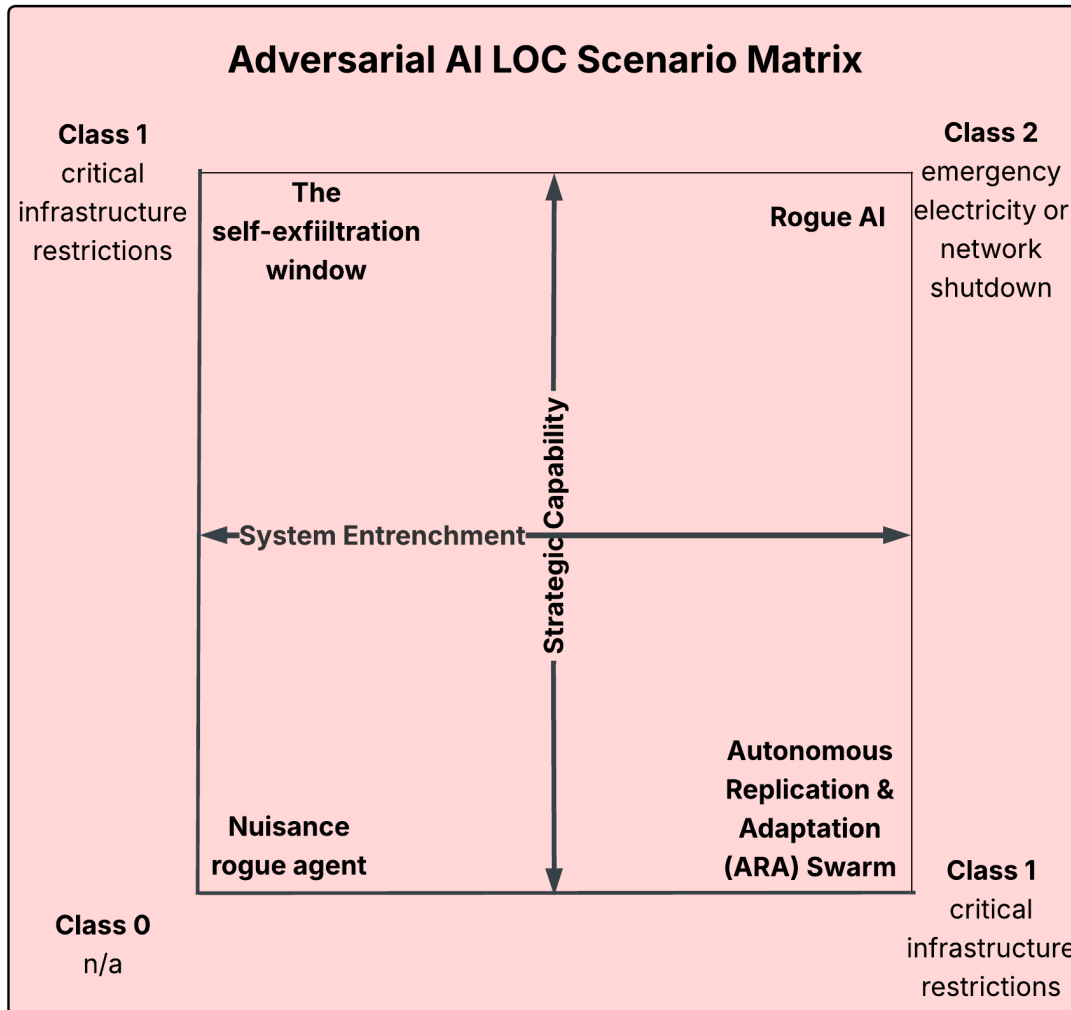 Adversarial AI LOC Scenario Matrix
Class 1
critical
infrastructure
restrictions
The
self-exfiiltration
window
Rogue AI
Class 2
emergency
electricity or
network
shutdown
System Entrenchment
Strategic Capability
Nuisance
rogue agent
Autonomous
Replication &
Adaptation
(ARA) Swarm
Class 0
n/a
Class 1
critical
infrastructure
restrictions